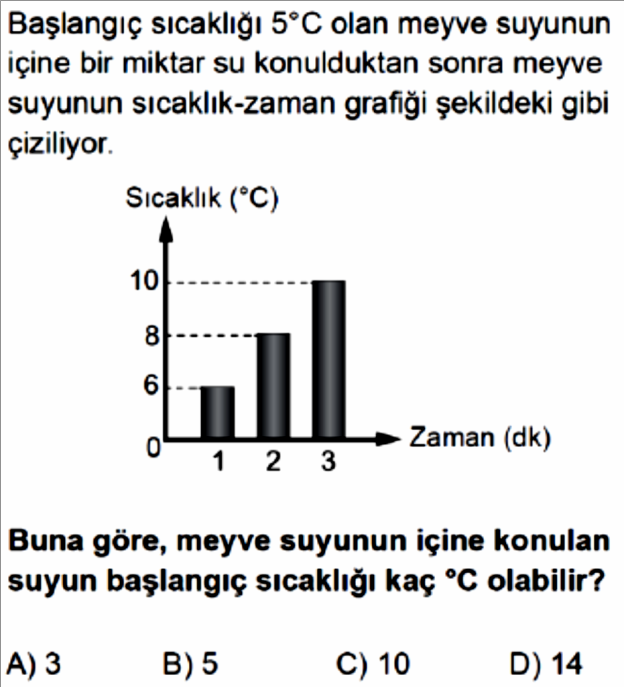 Başlangıç sıcaklığı 5°C olan meyve suyunun
içine bir miktar su konulduktan sonra meyve
suyunun sıcaklık-zaman grafiği şekildeki gibi
çiziliyor.
Sıcaklık (°C)
10
8
6
0
1 2 3
Zaman (dk)
Buna göre, meyve suyunun içine konulan
suyun başlangıç sıcaklığı kaç °C olabilir?
A) 3 B) 5 C) 10 D) 14